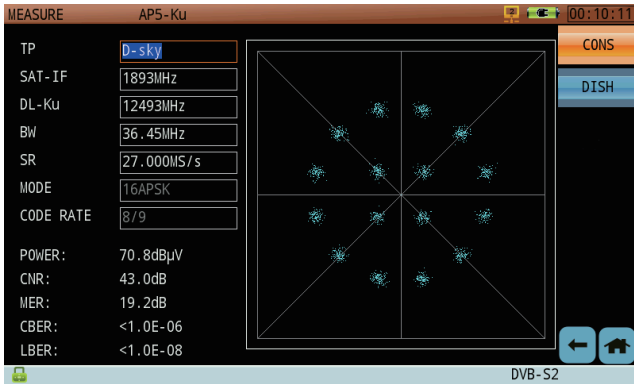 MEASURE AP5-Ku 00:10:11
TP D-sky
SAT-IF 1893MHz
DL-Ku 12493MHz
BW 36.45MHz
SR 27.000MS/s
MODE 16APSK
CODE RATE 8/9
POWER: 70.8dBμV
CNR: 43.0dB
MER: 19.2dB
CBER: <1.0E-06
LBER: <1.0E-08
CONS
DISH
DVB-S2